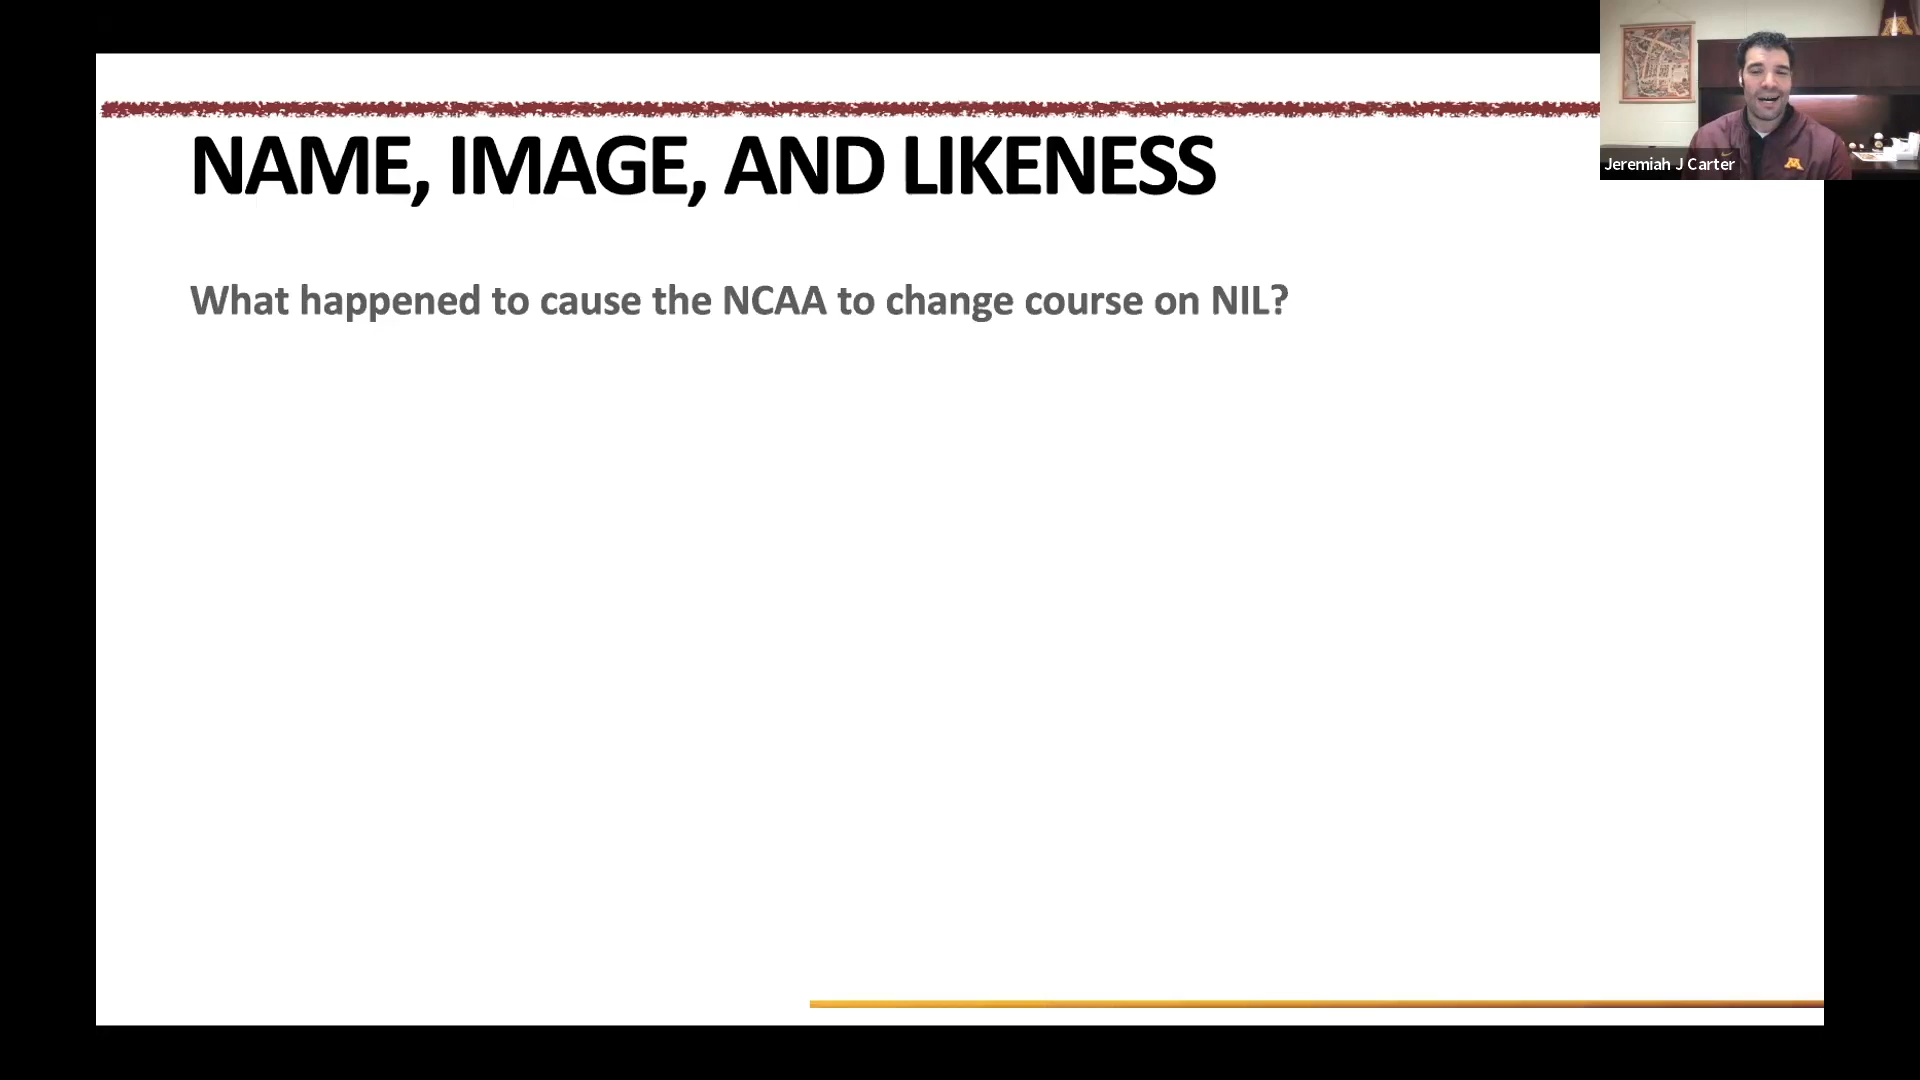 NAME, IMAGE, AND LIKENESS
Jeremiah J Carter
What happened to cause the NCAA to change course on NIL?